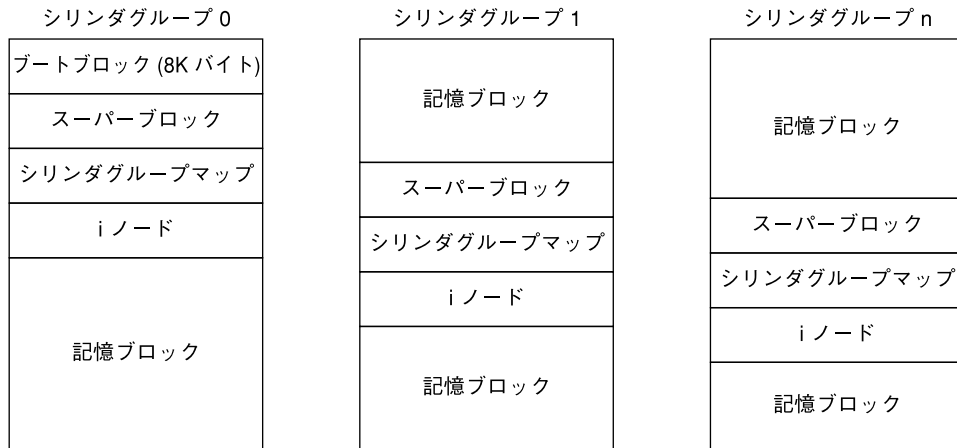 シリンダグループ 0
ブートブロック (8K バイト)
スーパーブロック
シリンダグループマップ
i ノード
記憶ブロック
シリンダグループ 1
記憶ブロック
スーパーブロック
シリンダグループマップ
i ノード
記憶ブロック
シリンダグループ n
記憶ブロック
スーパーブロック
シリンダグループマップ
i ノード
記憶ブロック